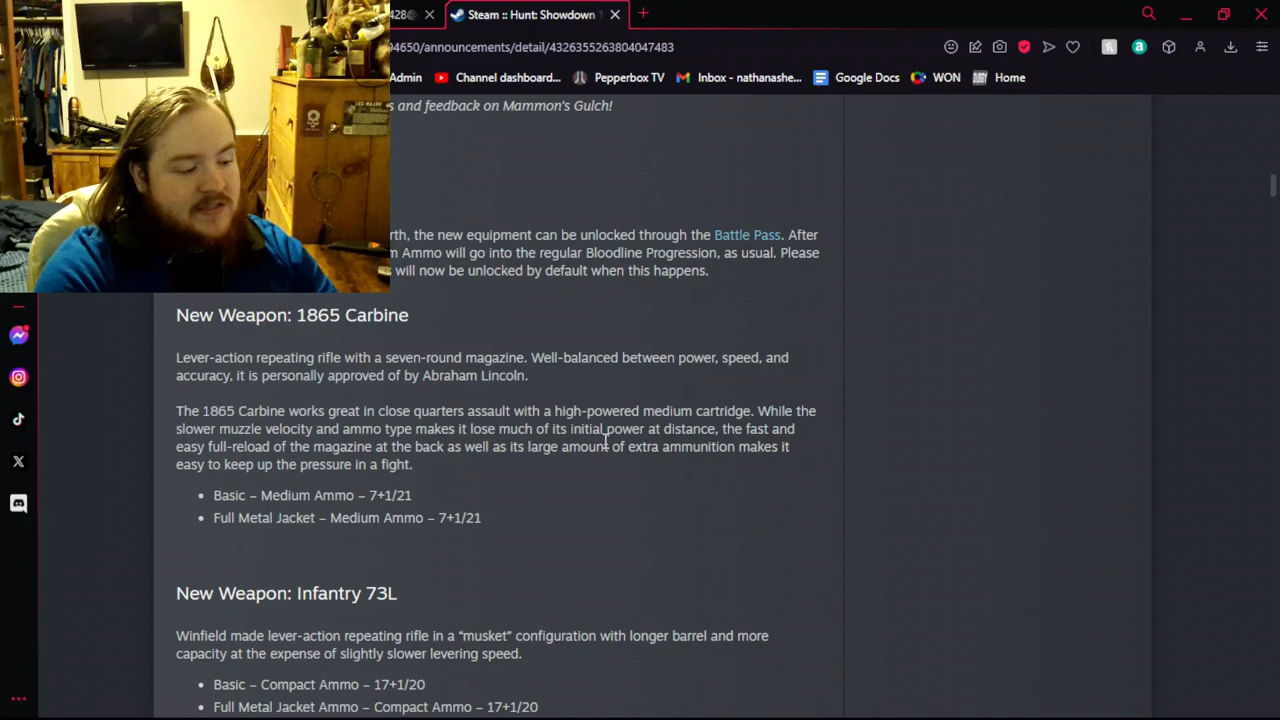 428@
Steam :: Hunt: Showdown 1
94650/announcements/detail/4326355263804047483
Admin
Channel dashboard...
Pepperbox TV
Inbox - nathanashe...
Google Docs
WON
Home
s and feedback on Mammon's Gulch!
rth, the new equipment can be unlocked through the Battle Pass. After
m Ammo will go into the regular Bloodline Progression, as usual. Please
will now be unlocked by default when this happens.
New Weapon: 1865 Carbine
Lever-action repeating rifle with a seven-round magazine. Well-balanced between power, speed, and
accuracy, it is personally approved of by Abraham Lincoln.
The 1865 Carbine works great in close quarters assault with a high-powered medium cartridge. While the
slower muzzle velocity and ammo type makes it lose much of its initial power at distance, the fast and
easy full-reload of the magazine at the back as well as its large amount of extra ammunition makes it
easy to keep up the pressure in a fight.
• Basic – Medium Ammo – 7+1/21
• Full Metal Jacket – Medium Ammo – 7+1/21
New Weapon: Infantry 73L
Winfield made lever-action repeating rifle in a “musket” configuration with longer barrel and more
capacity at the expense of slightly slower levering speed.
• Basic – Compact Ammo – 17+1/20
• Full Metal Jacket Ammo – Compact Ammo – 17+1/20